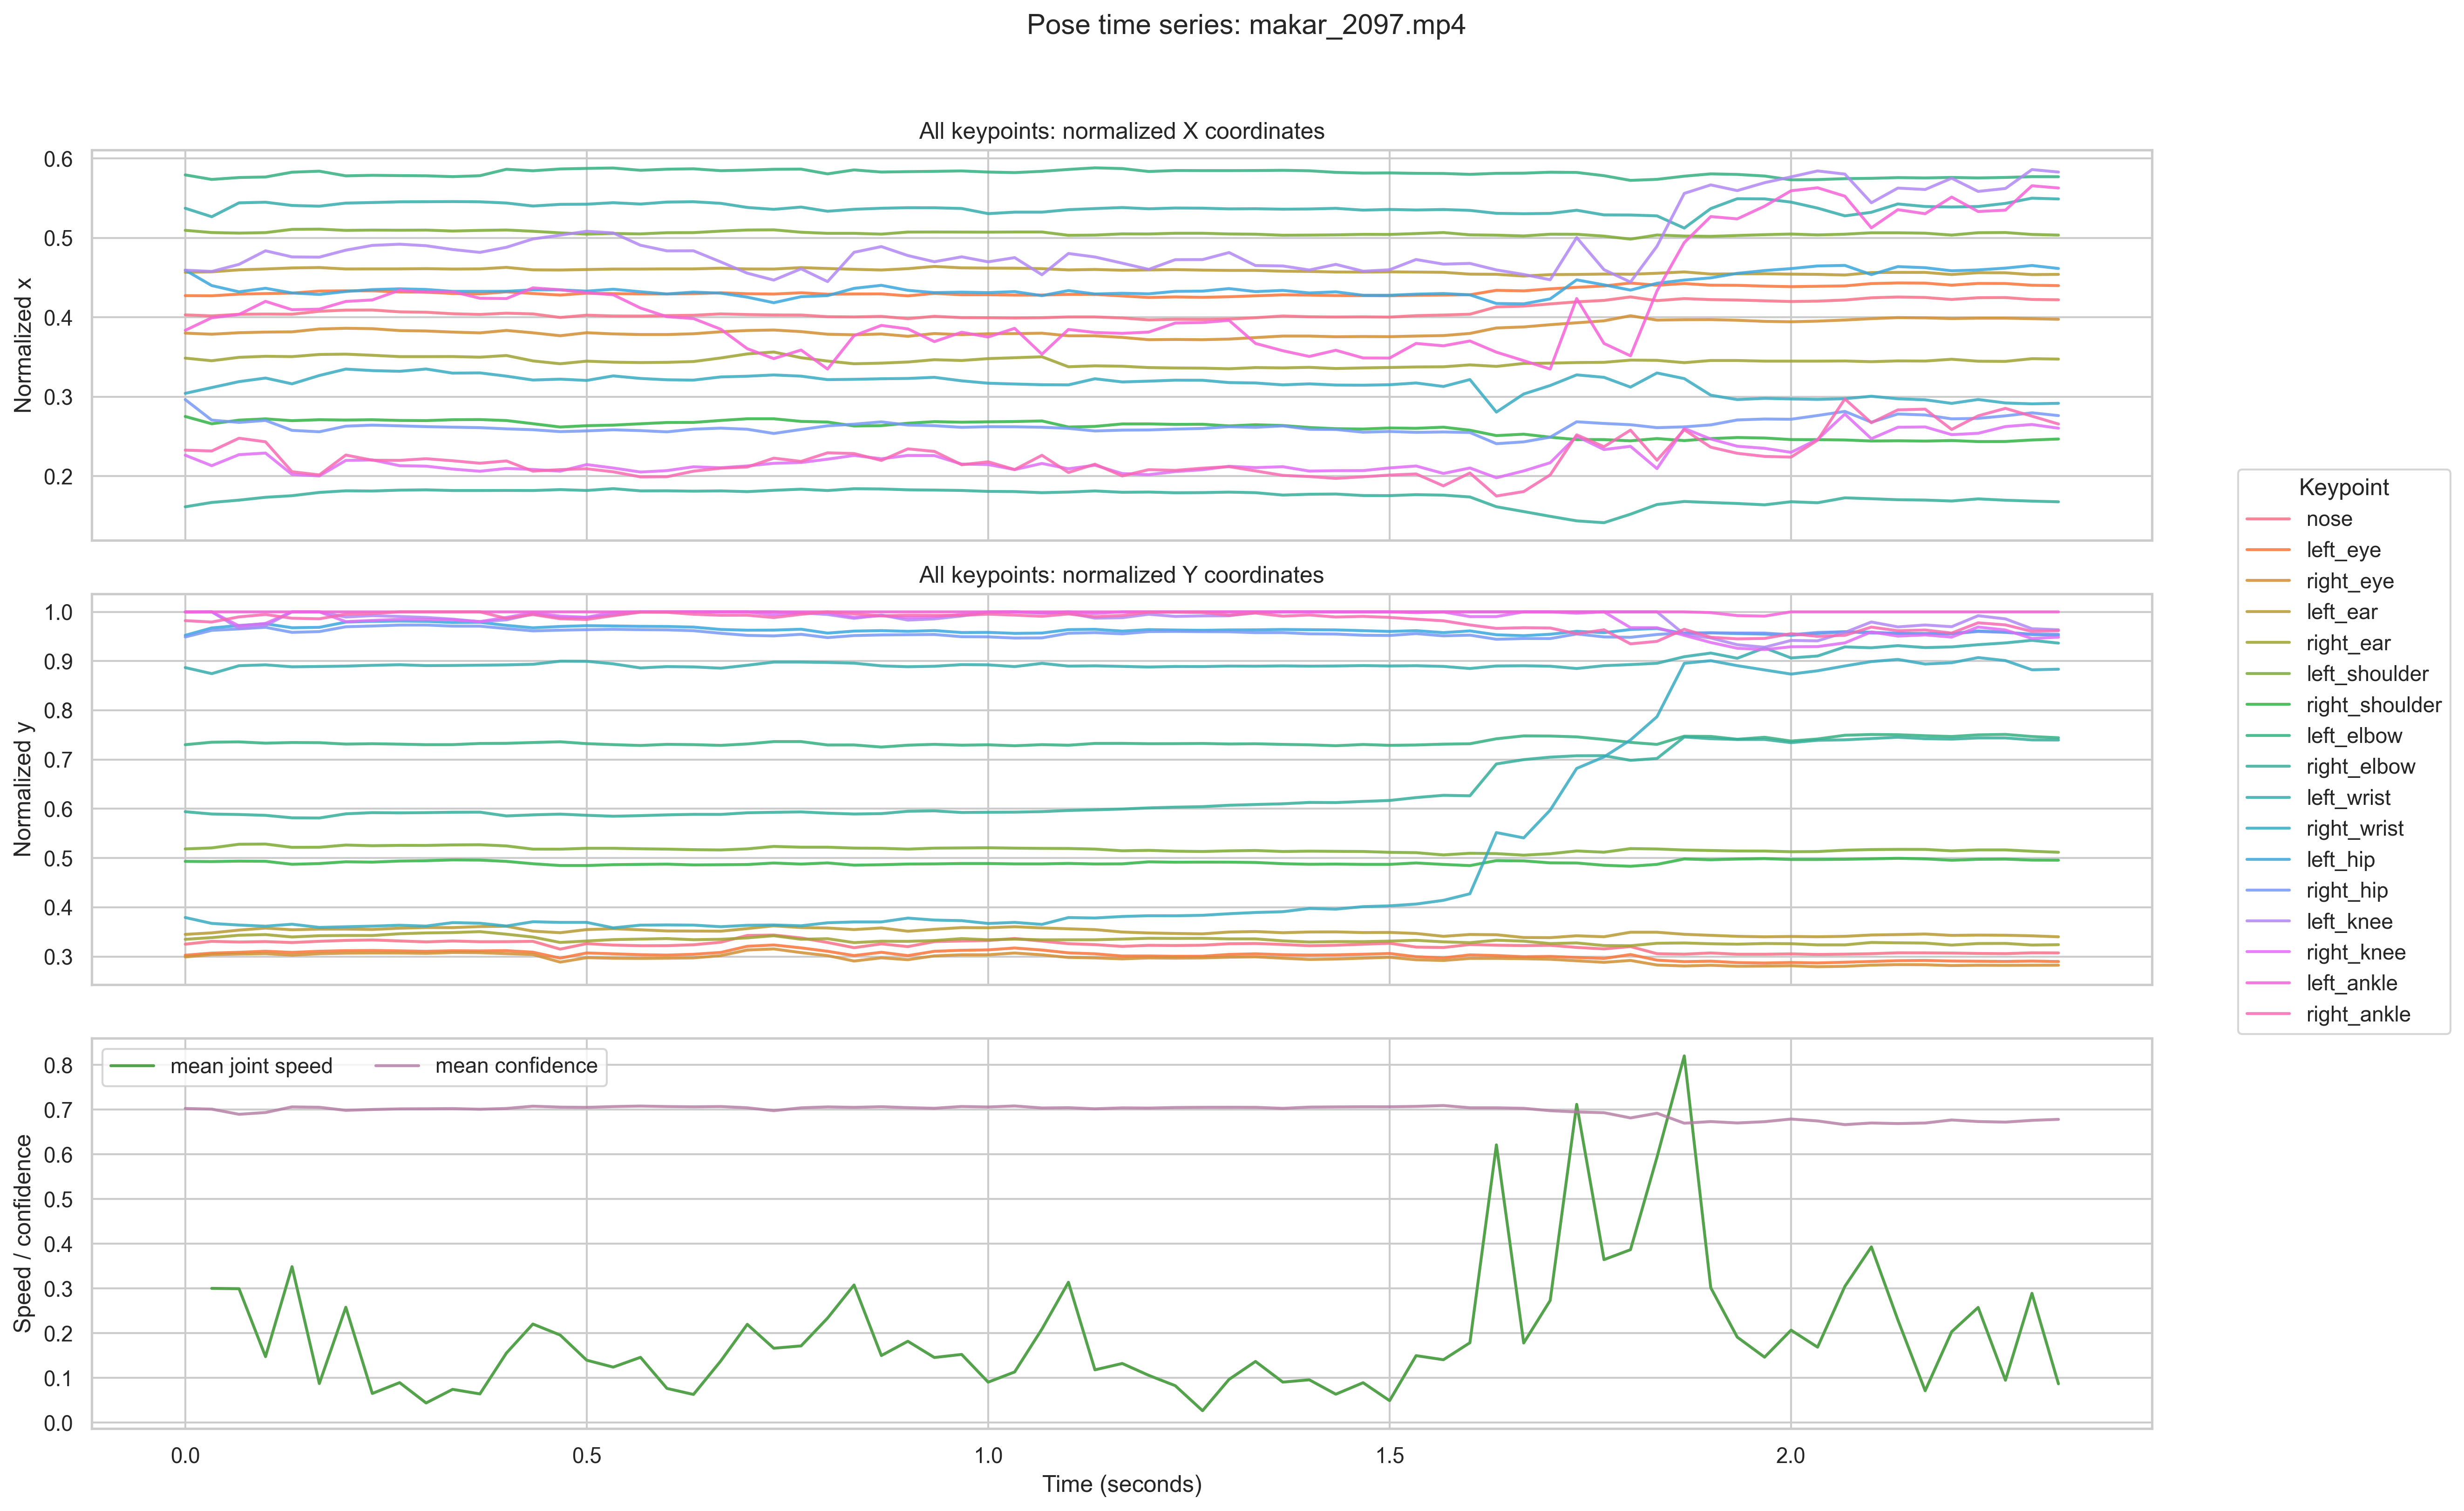 Pose time series: makar_2097.mp4
All keypoints: normalized X coordinates
Normalized x
0.6
0.5
0.4
0.3
0.2
All keypoints: normalized Y coordinates
Normalized y
1.0
0.9
0.8
0.7
0.6
0.5
0.4
0.3
Keypoint
nose
left_eye
right_eye
left_ear
right_ear
left_shoulder
right_shoulder
left_elbow
right_elbow
left_wrist
right_wrist
left_hip
right_hip
left_knee
right_knee
left_ankle
right_ankle
mean joint speed
mean confidence
Speed / confidence
0.8
0.7
0.6
0.5
0.4
0.3
0.2
0.1
0.0
0.0 0.5 1.0 1.5 2.0
Time (seconds)